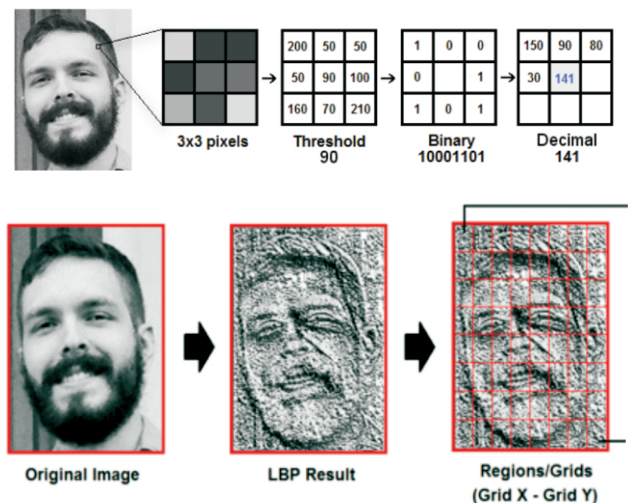 200 50 50
50 90 100
160 70 210
1 0 0
0 1
1 0 1
150 90 80
30 141
3x3 pixels
Threshold
90
Binary
10001101
Decimal
141
Original Image
LBP Result
Regions/Grids
(Grid X - Grid Y)